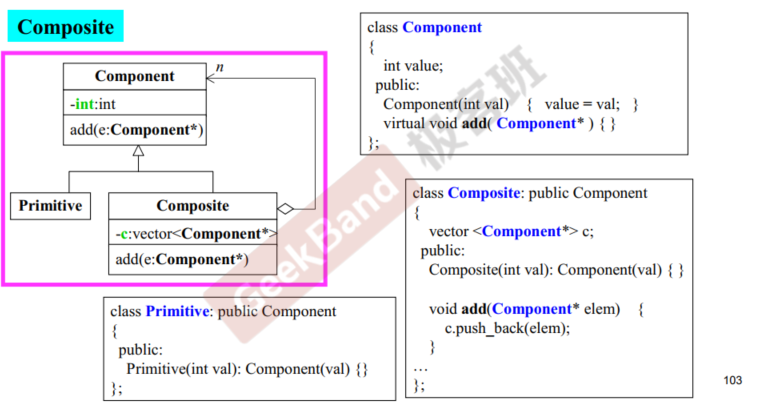 Composite
Component
n
-int:int
add(e:Component*)
Primitive
Composite
-c:vector<Component*>
add(e:Component*)
class Component
{
int value;
public:
Component(int val) { value = val; }
virtual void add( Component* ) { }
};
class Composite: public Component
{
vector <Component*> c;
public:
Composite(int val): Component(val) { }
void add(Component* elem) {
c.push_back(elem);
}
…
};
class Primitive: public Component
{
public:
Primitive(int val): Component(val) {}
};
GeekBand 极客班
103